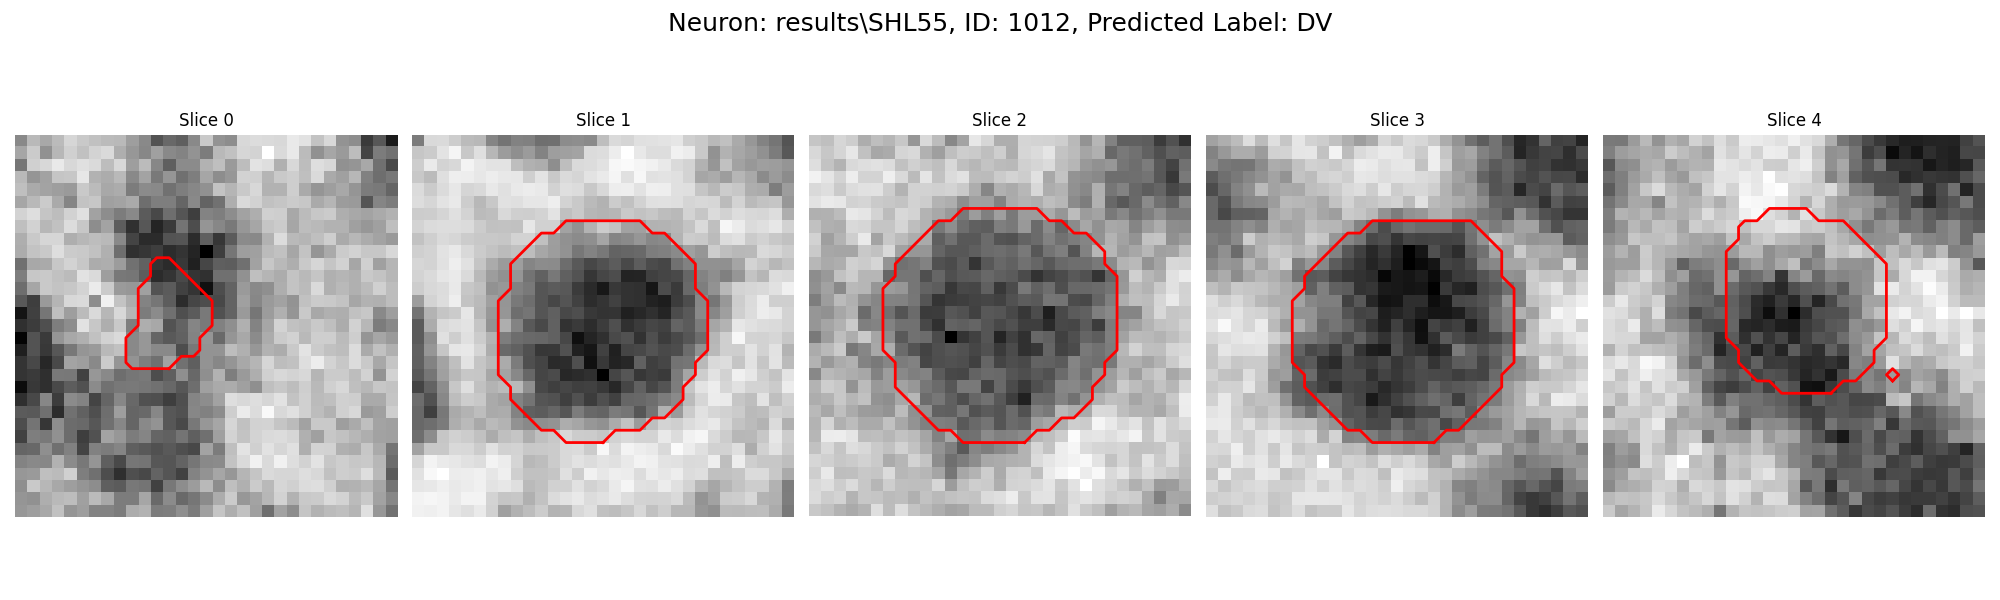 Neuron: results\SHL55, ID: 1012, Predicted Label: DV
Slice 0
Slice 1
Slice 2
Slice 3
Slice 4